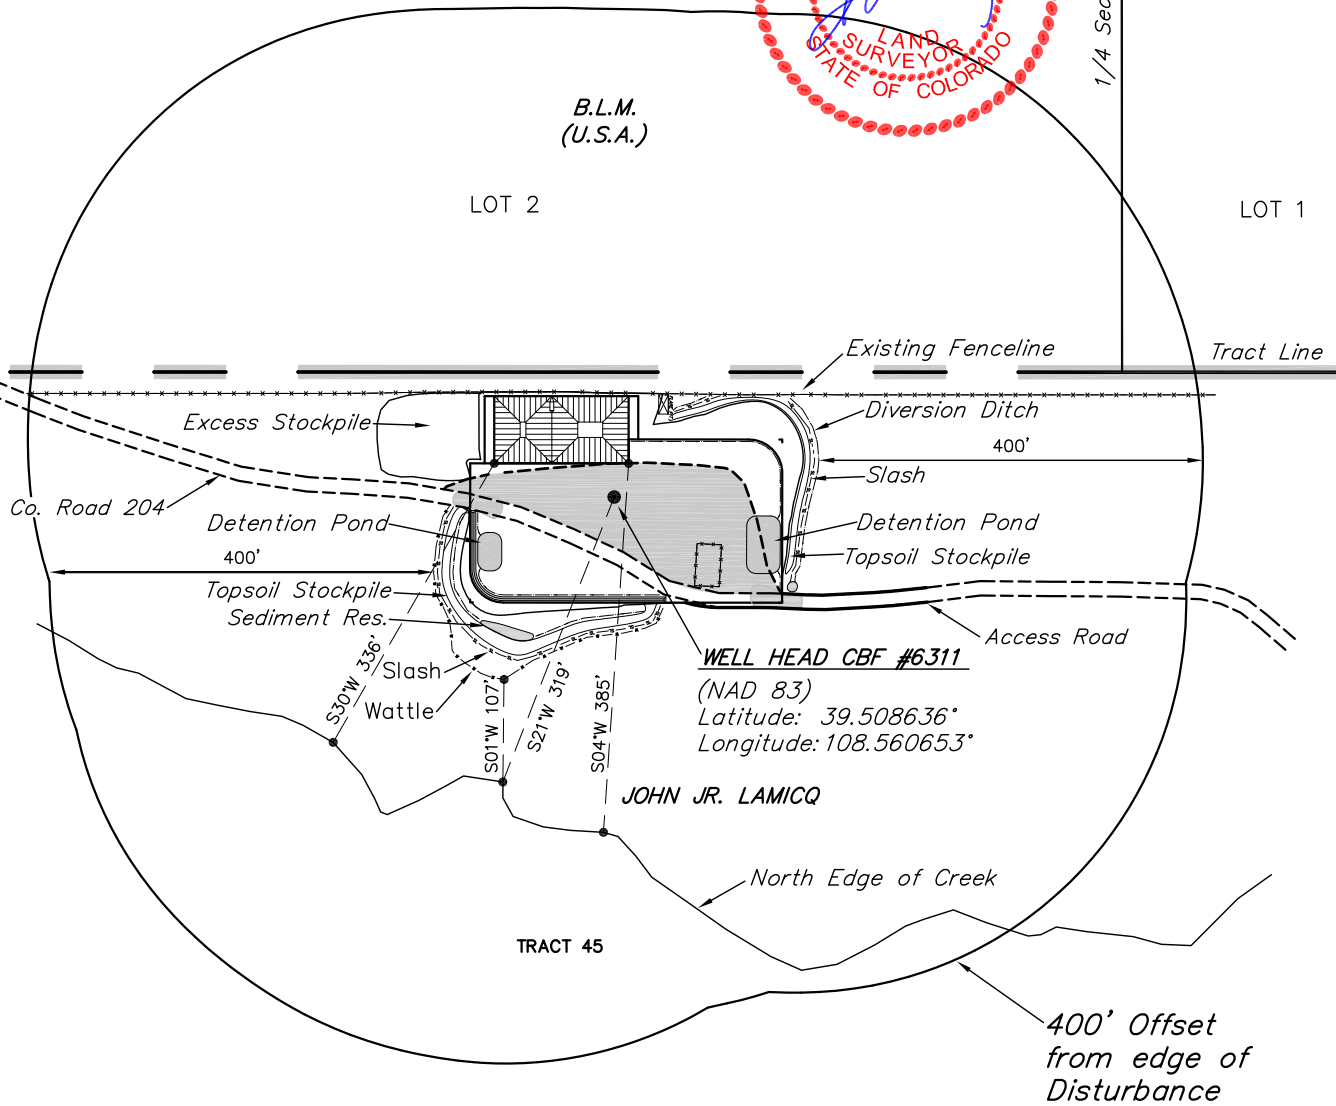 LAND
SURVEYOR
STATE OF COLORADO
1/4 Sec
B.L.M.
(U.S.A.)
LOT 2
LOT 1
Existing Fenceline
Tract Line
Excess Stockpile
Diversion Ditch
400'
Slash
Co. Road 204
Detention Pond
Detention Pond
400'
Topsoil Stockpile
Topsoil Stockpile
Sediment Res.
Access Road
S30°W 336'
Slash
Wattle
S01°W 107'
S21°W 319'
S04°W 385'
WELL HEAD CBF #6311
(NAD 83)
Latitude: 39.508636°
Longitude: 108.560653°
JOHN JR. LAMICQ
North Edge of Creek
TRACT 45
400' Offset
from edge of
Disturbance